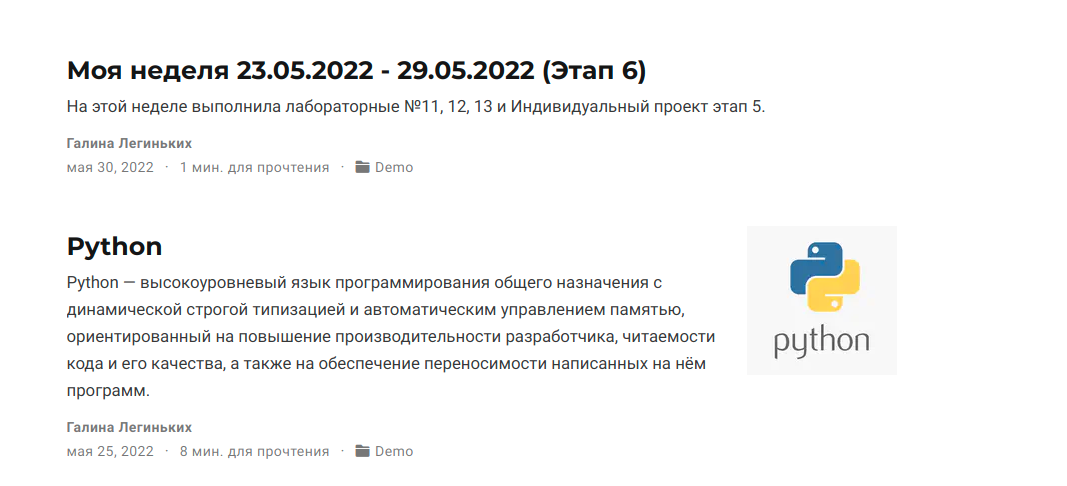 Моя неделя 23.05.2022 - 29.05.2022 (Этап 6)
На этой неделе выполнила лабораторные №11, 12, 13 и Индивидуальный проект этап 5.
Галина Легиньких
мая 30, 2022 · 1 мин. для прочтения · Demo
Python
Python — высокоуровневый язык программирования общего назначения с
динамической строгой типизацией и автоматическим управлением памятью,
ориентированный на повышение производительности разработчика, читаемости
кода и его качества, а также на обеспечение переносимости написанных на нём
программ.
python
Галина Легиньких
мая 25, 2022 · 8 мин. для прочтения · Demo